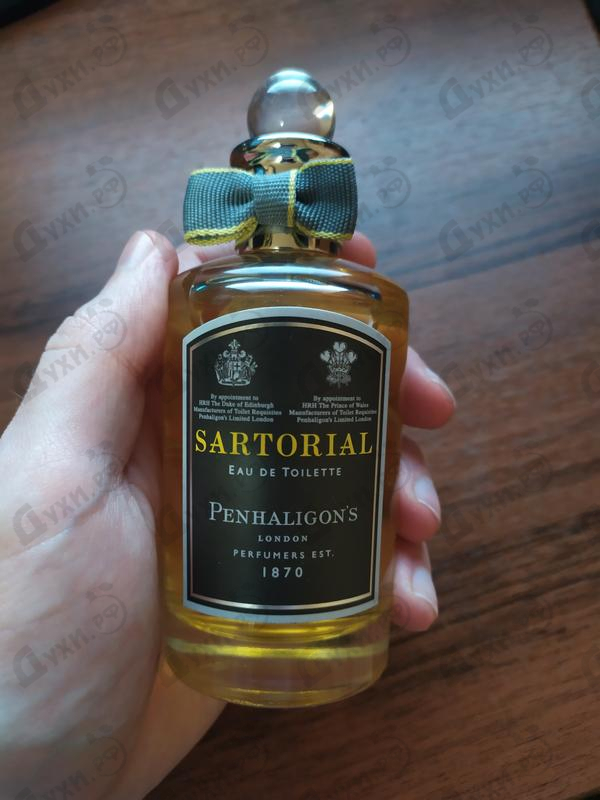 By appointment to
HRH The Duke of Edinburgh
Manufacturers of Toilet Requisites
Penhaligon's Limited London
By appointment to
HRH The Prince of Wales
Manufacturers of Toilet Requisites
Penhaligon's Limited London
SARTORIAL
EAU DE TOILETTE
PENHALIGON'S
LONDON
PERFUMERS EST.
1870
Духи.РФ